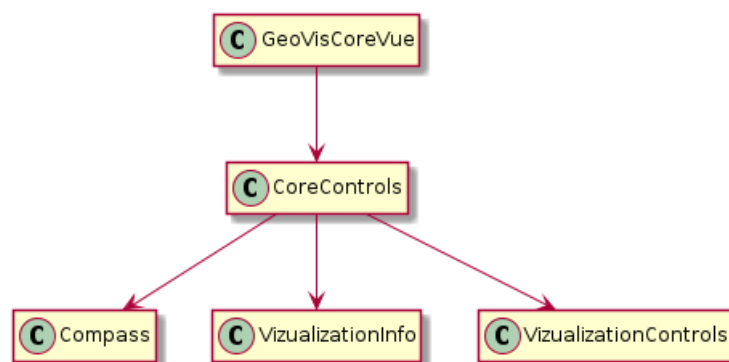 C GeoVisCoreVue
C CoreControls
C Compass
C VizualizationInfo
C VizualizationControls